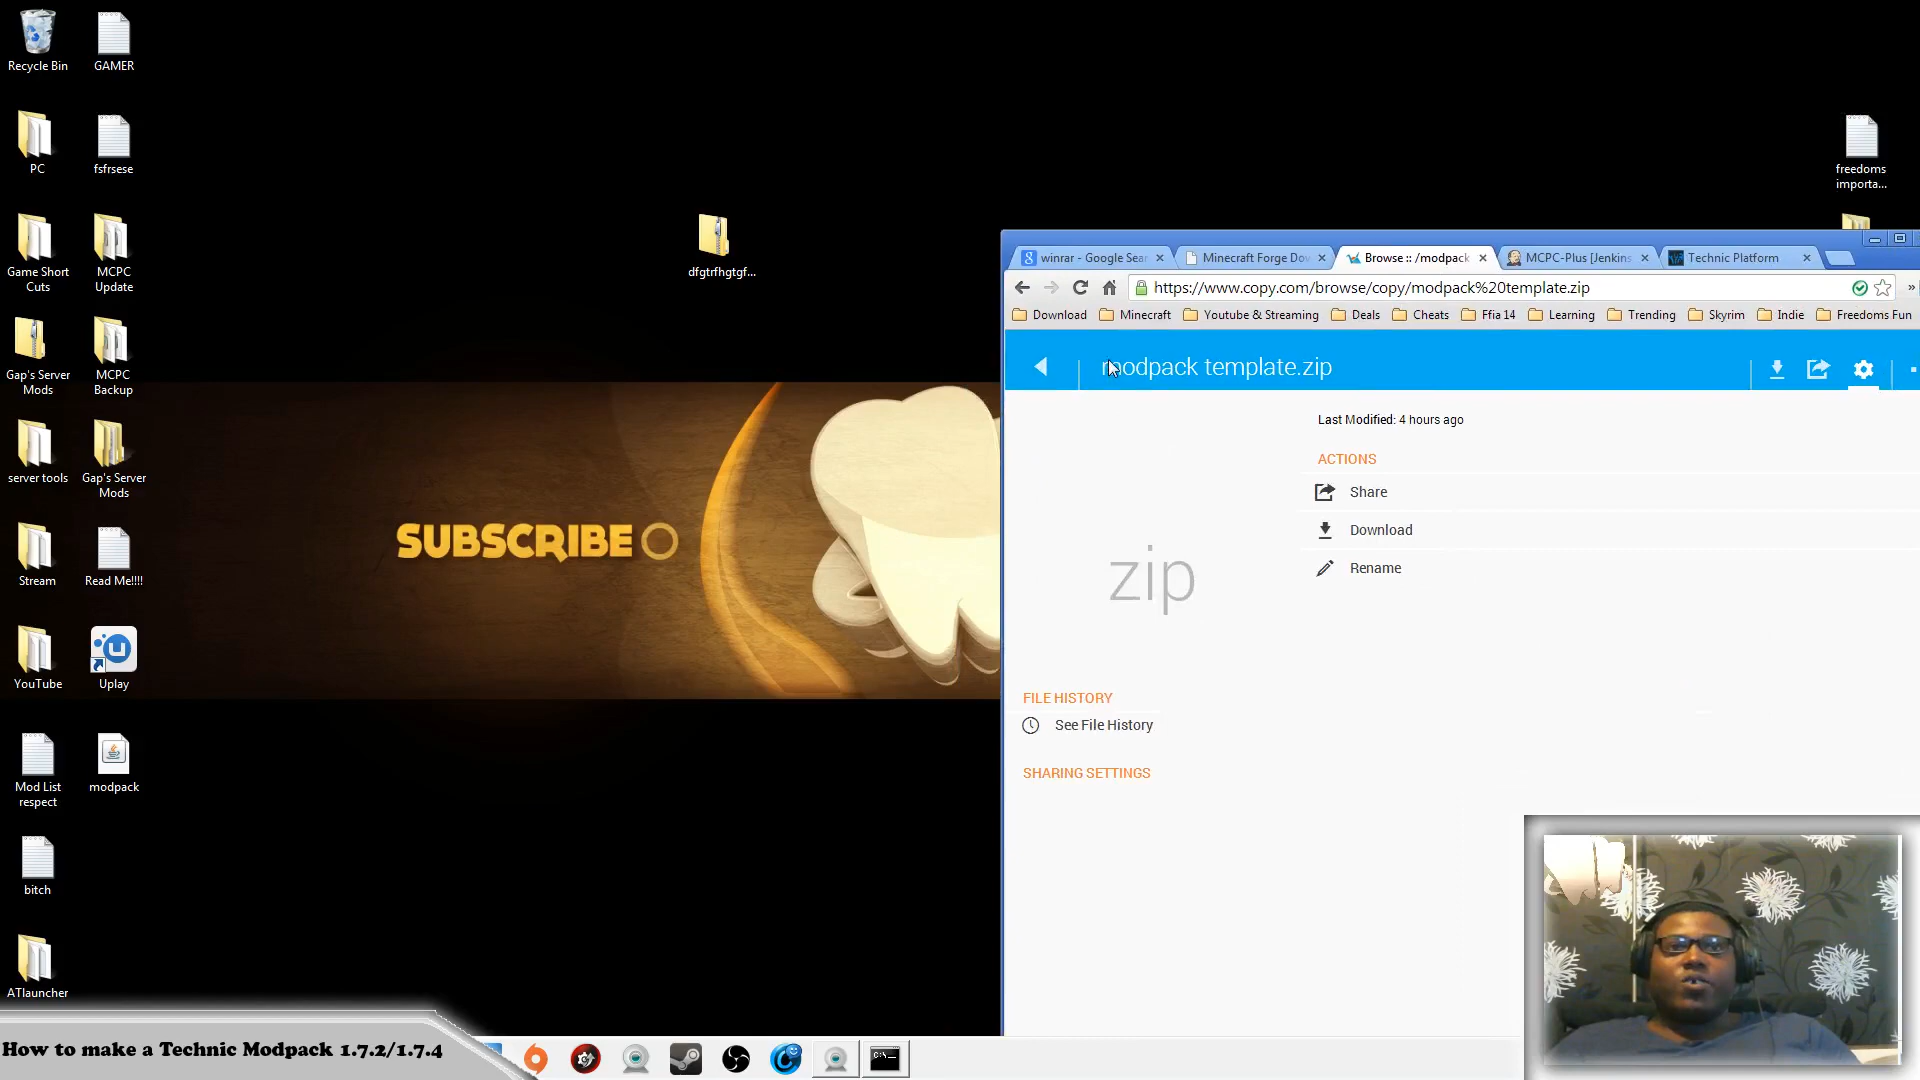 Recycle Bin
GAMER
PC
fsfrsese
Game Short
Cuts
MCPC
Update
Gap's Server
Mods
MCPC
Backup
server tools
Gap's Server
Mods
Stream
Read Me!!!!
YouTube
Uplay
Mod List
respect
modpack
bitch
ATlauncher
dfgtrfhgtgf...
freedoms
importa...
SUBSCRIBE
winrar - Google Sear
Minecraft Forge Dov
Browse :: /modpack
MCPC-Plus [Jenkins
Technic Platform
https://www.copy.com/browse/copy/modpack%20template.zip
Download
Minecraft
Youtube & Streaming
Deals
Cheats
Ffia 14
Learning
Trending
Skyrim
Indie
Freedoms Fun
modpack template.zip
Last Modified: 4 hours ago
ACTIONS
Share
Download
Rename
zip
FILE HISTORY
See File History
SHARING SETTINGS
How to make a Technic Modpack 1.7.2/1.7.4